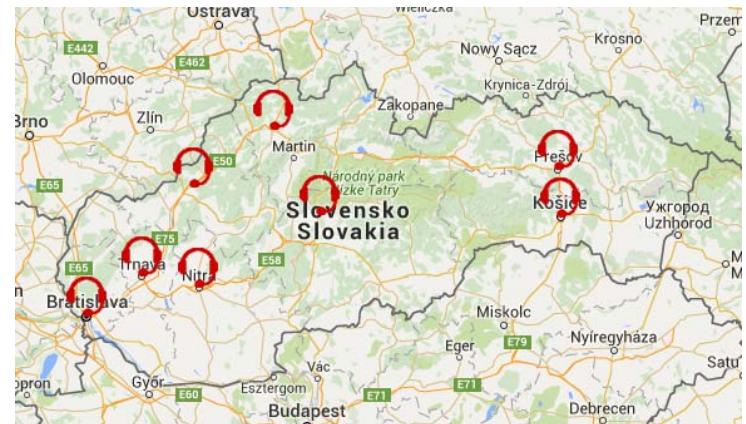 Ostrava
Wieliczka
Przem
Krosno
E442
E462
Nowy Sącz
Olomouc
Krynica-Zdrój
Zakopane
Zlín
Brno
Martin
E50
Prešov
Národný park
Nízke Tatry
E65
Košice
Ужгород
Uzhhorod
Slovensko
Slovakia
E75
Trnava
E58
Nitra
E65
Bratislava
Miskolc
Eger
E79
Nyíregyháza
Satu
Vác
Győr
Esztergom
E60
E71
E71
Budapest
Debrecen